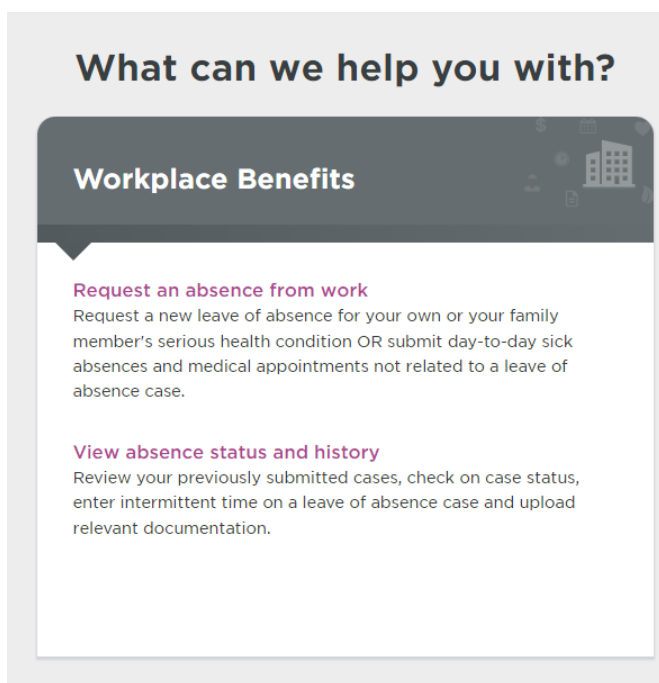 What can we help you with?
Workplace Benefits
Request an absence from work
Request a new leave of absence for your own or your family
member's serious health condition OR submit day-to-day sick
absences and medical appointments not related to a leave of
absence case.
View absence status and history
Review your previously submitted cases, check on case status,
enter intermittent time on a leave of absence case and upload
relevant documentation.